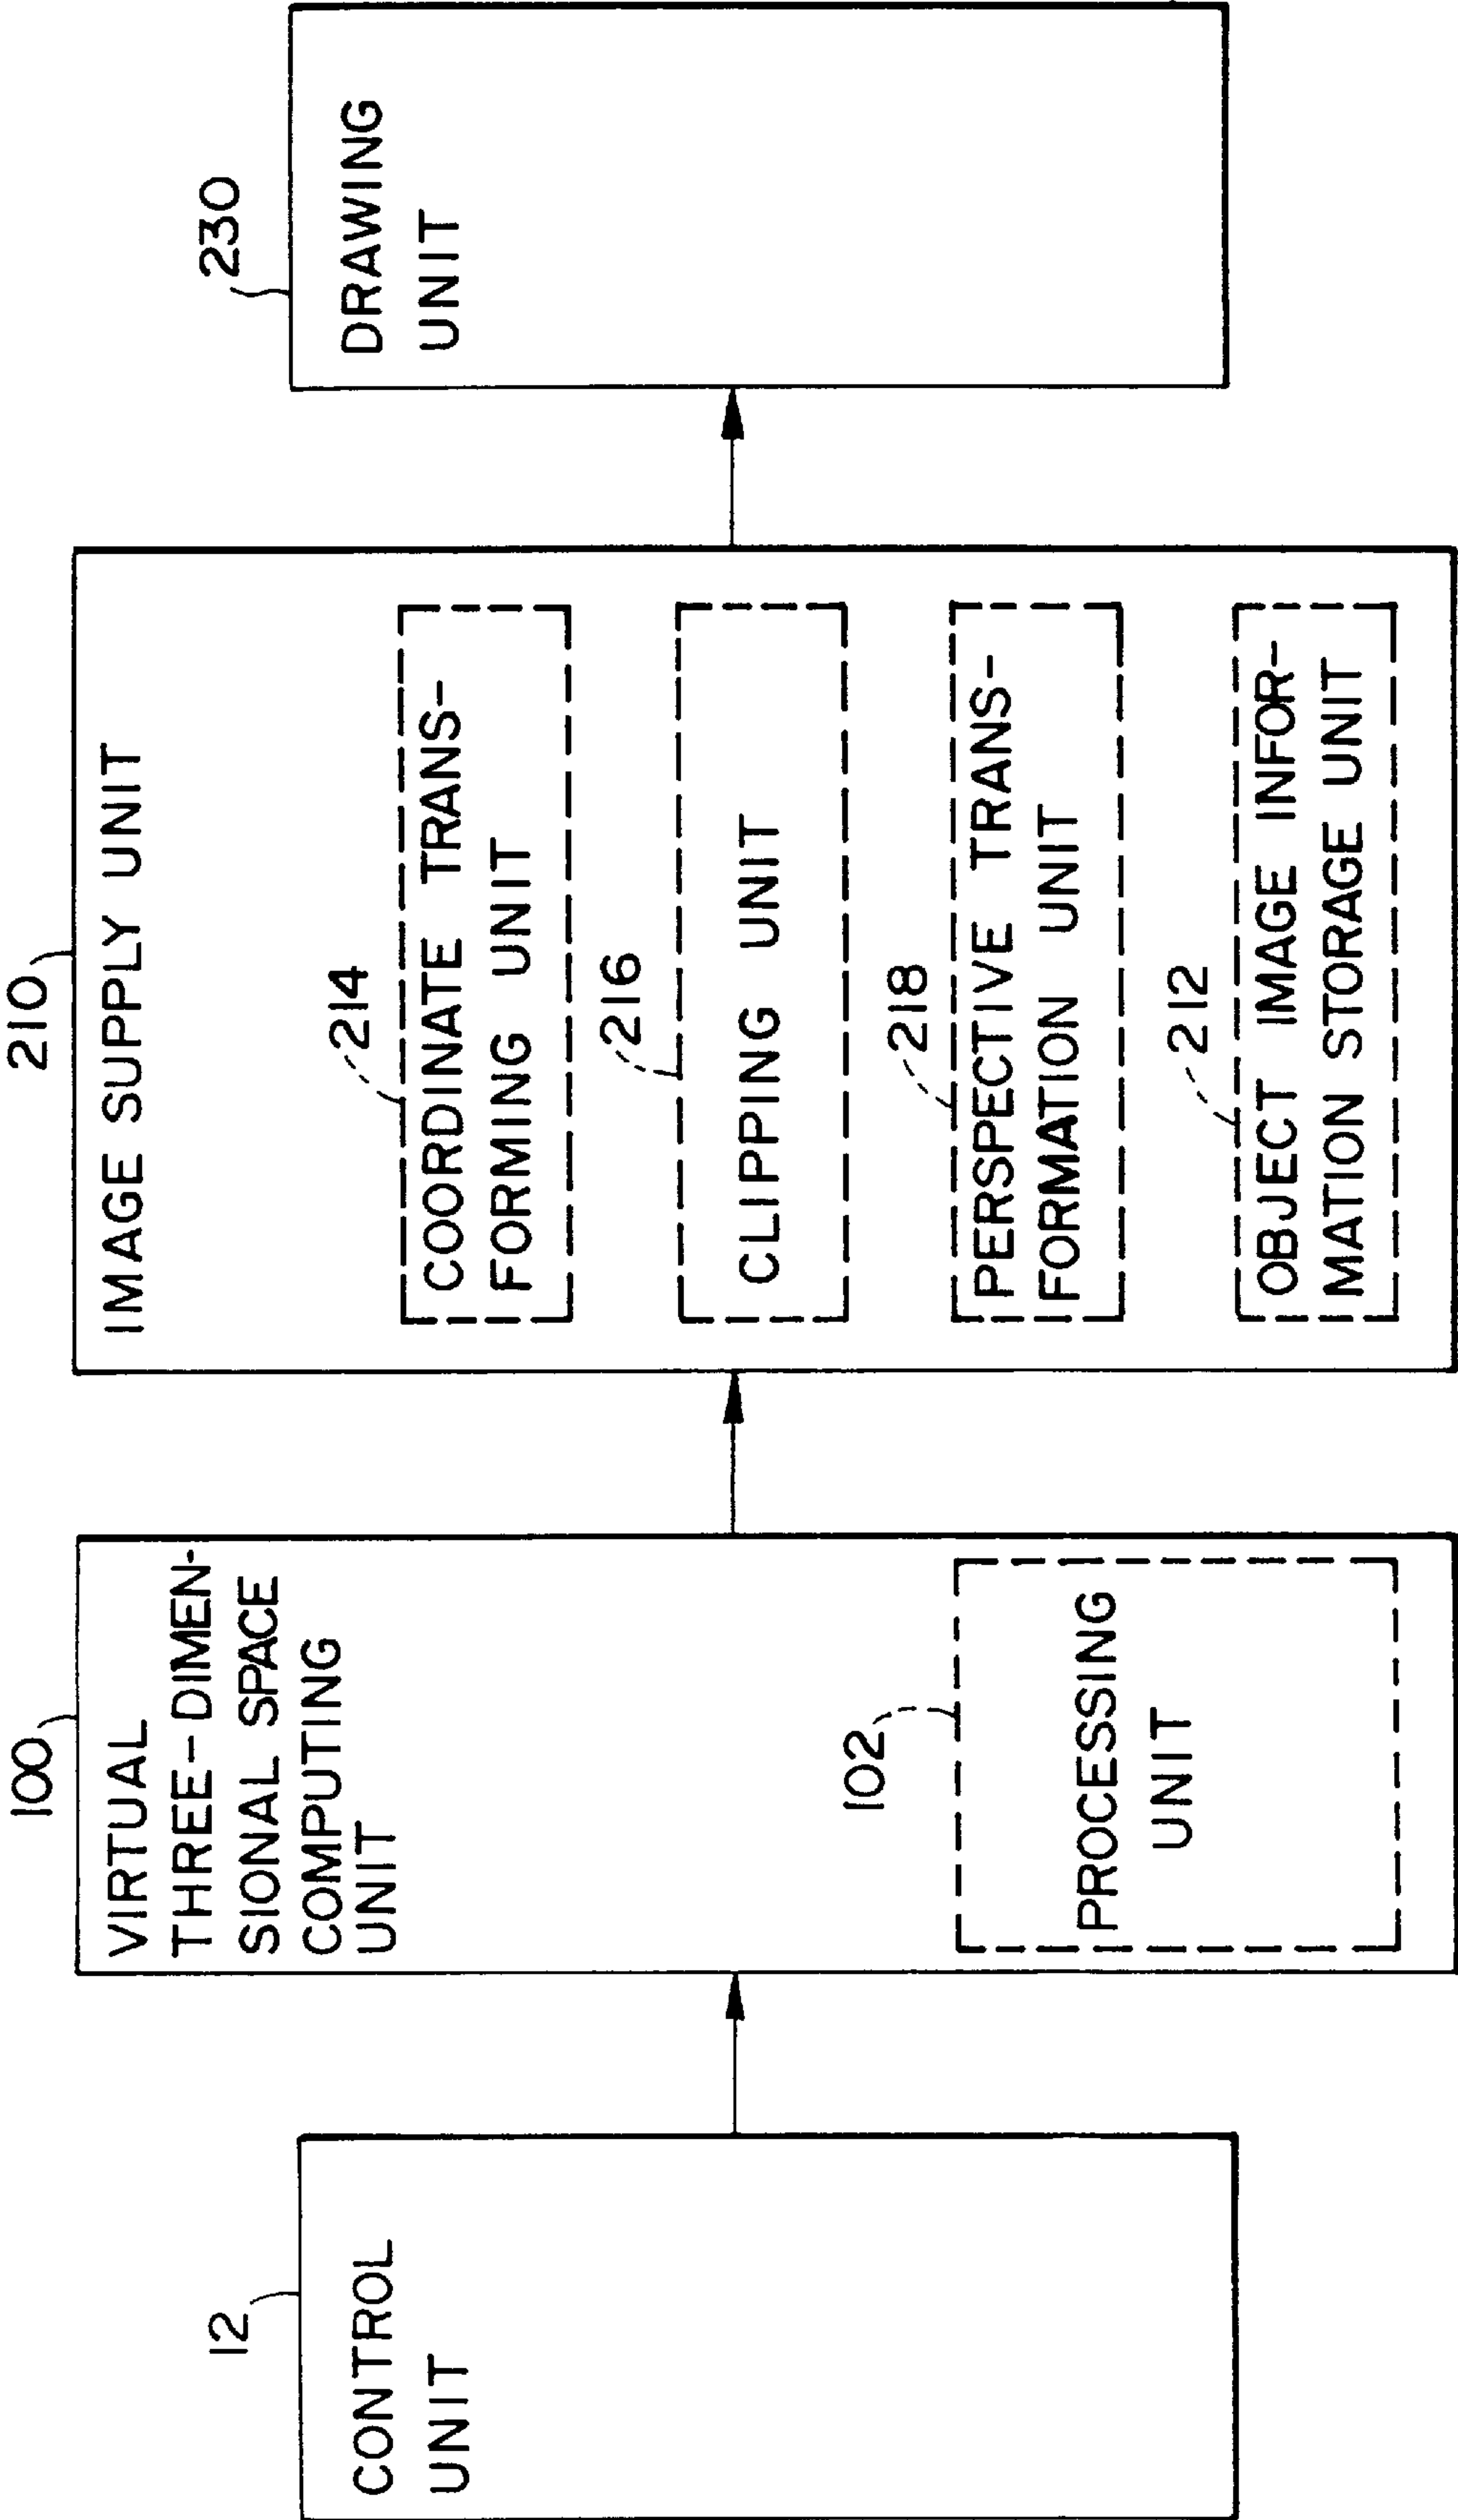 12
CONTROL
UNIT
100
VIRTUAL
THREE-DIMEN-
SIONAL SPACE
COMPUTING
UNIT
102
PROCESSING
UNIT
210
IMAGE SUPPLY UNIT
214
COORDINATE TRANS-
FORMING UNIT
216
CLIPPING UNIT
218
PERSPECTIVE TRANS-
FORMATION UNIT
212
OBJECT IMAGE INFOR-
MATION STORAGE UNIT
230
DRAWING
UNIT